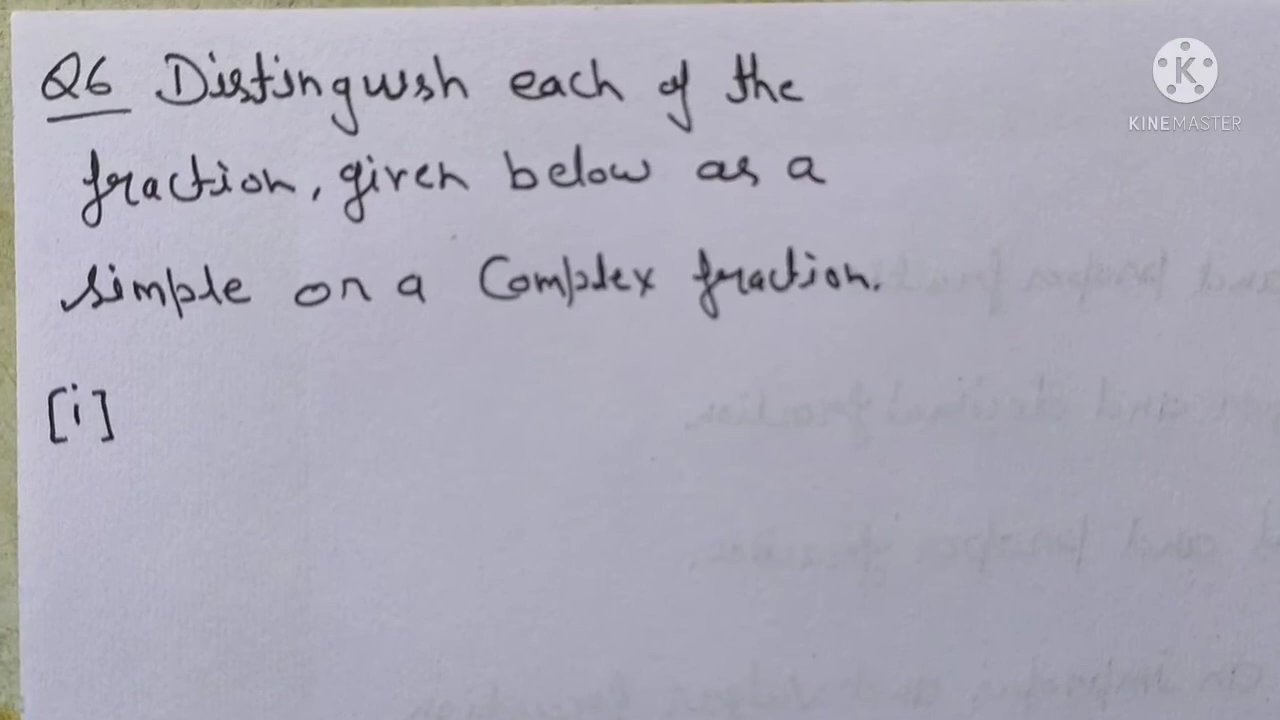 Q6 Distinguish each of the
fraction, given below as a
simple or a Complex fraction.
[i]
K
KINEMASTER